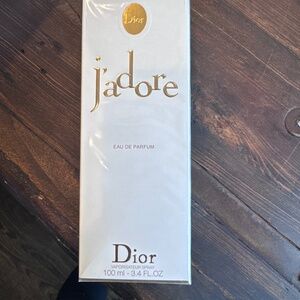 Dior
j'adore
EAU DE PARFUM
Dior
VAPORISATEUR SPRAY
100 ml - 3.4 FL.OZ